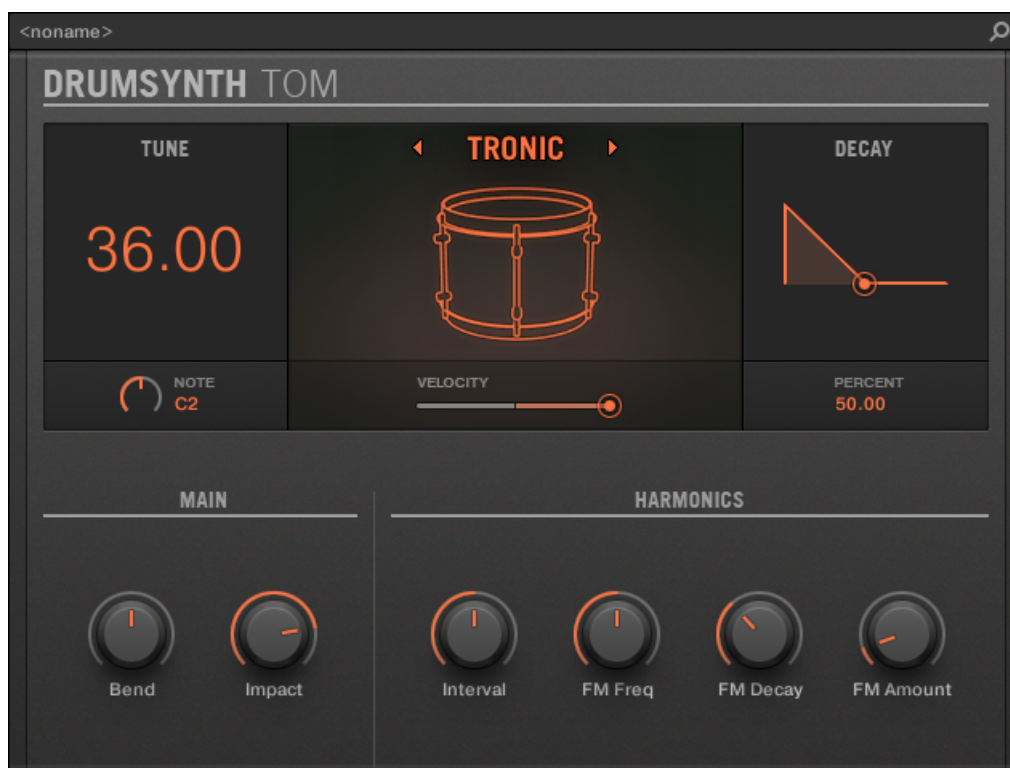 <noname>
DRUMSYNTH TOM
TUNE
TRONIC
DECAY
36.00
NOTE
C2
VELOCITY
PERCENT
50.00
MAIN
HARMONICS
Bend
Impact
Interval
FM Freq
FM Decay
FM Amount